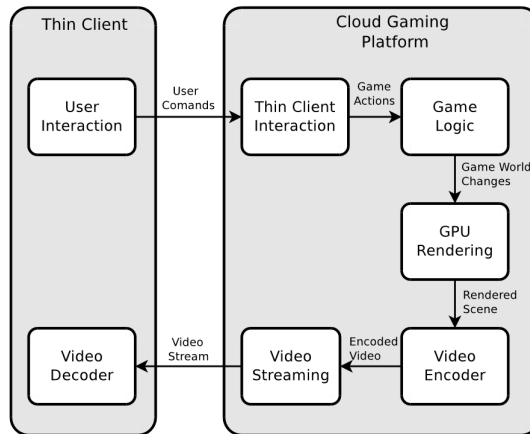 Thin Client
Cloud Gaming
Platform
User
Interaction
User
Comands
Thin Client
Interaction
Game
Actions
Game
Logic
Game World
Changes
GPU
Rendering
Rendered
Scene
Video
Decoder
Video
Stream
Video
Streaming
Encoded
Video
Video
Encoder